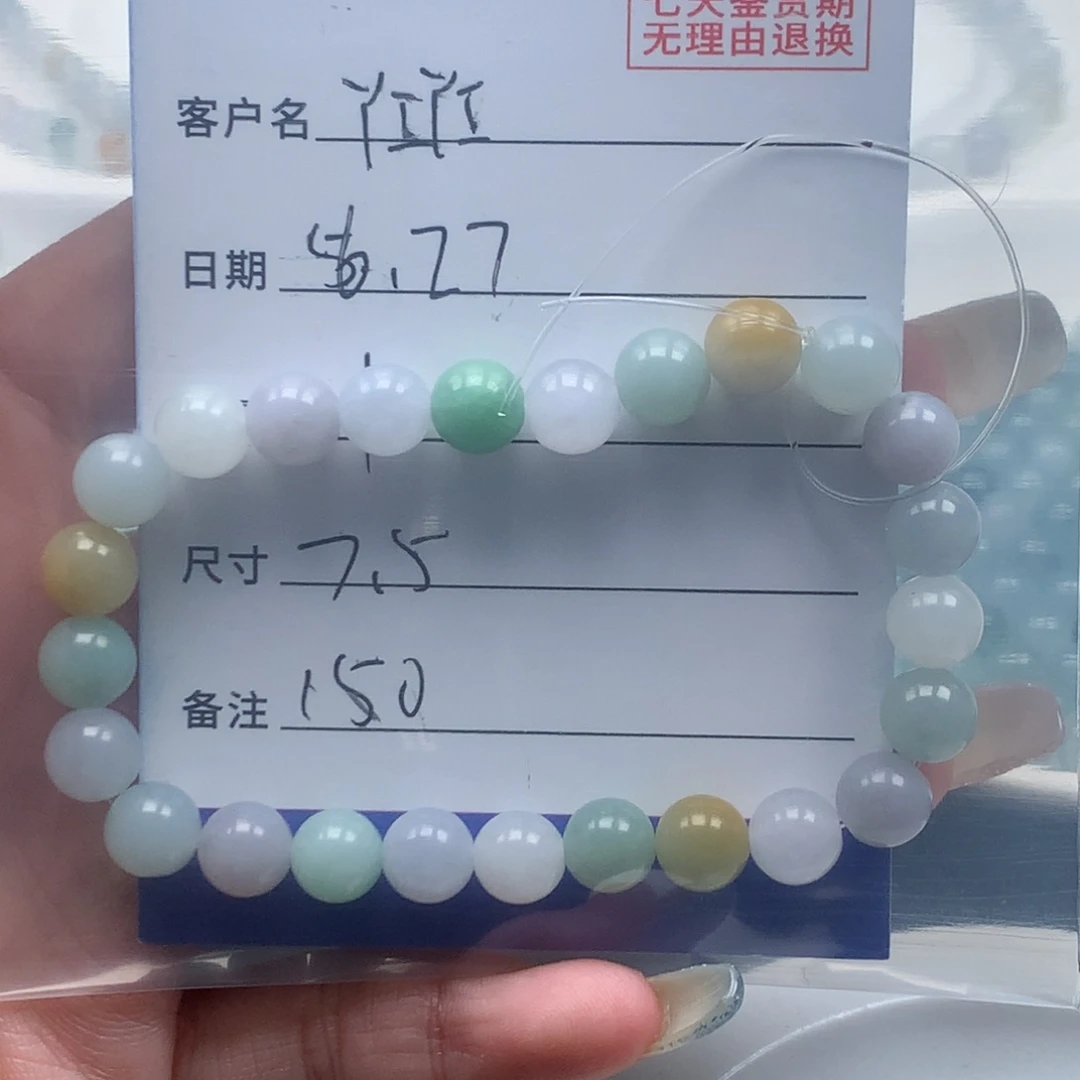 七天鉴赏期
无理由退换
客户名
日期 6.27
尺寸 7.5
备注 150